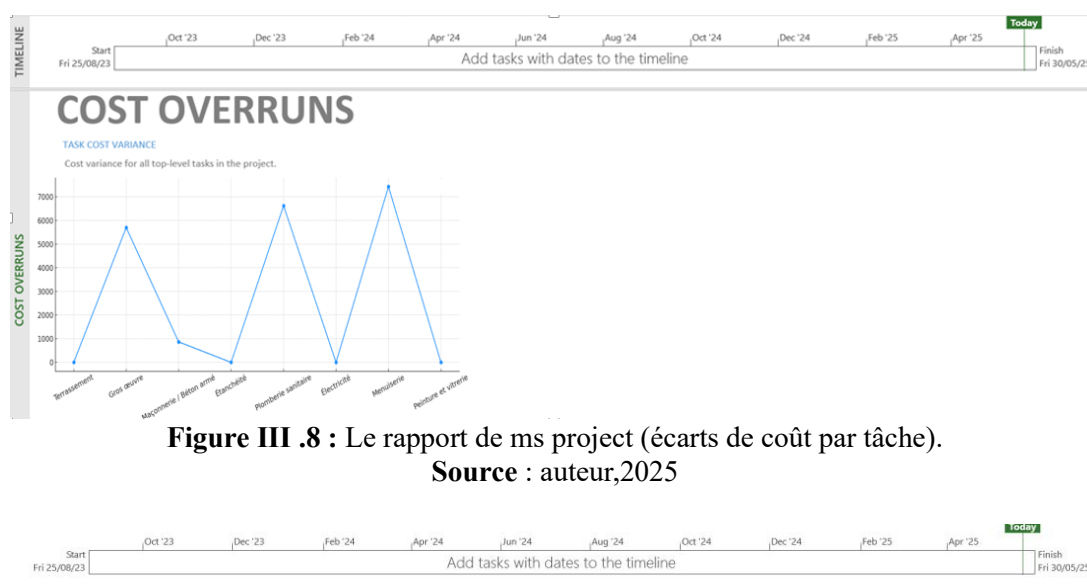 TIMELINE
Today
Oct '23 Dec '23 Feb '24 Apr '24 Jun '24 Aug '24 Oct '24 Dec '24 Feb '25 Apr '25
Start
Fri 25/08/23
Add tasks with dates to the timeline
Finish
Fri 30/05/25
COST OVERRUNS
COST OVERRUNS
TASK COST VARIANCE
Cost variance for all top-level tasks in the project.
7000
6000
5000
4000
3000
2000
1000
0
Terrassement
Gros œuvre
Maçonnerie / Béton armé
Étanchéité
Plomberie sanitaire
Électricité
Menuiserie
Peinture et vitrerie
Figure III .8 : Le rapport de ms project (écarts de coût par tâche).
Source : auteur,2025
Today
Oct '23 Dec '23 Feb '24 Apr '24 Jun '24 Aug '24 Oct '24 Dec '24 Feb '25 Apr '25
Start
Fri 25/08/23
Add tasks with dates to the timeline
Finish
Fri 30/05/25